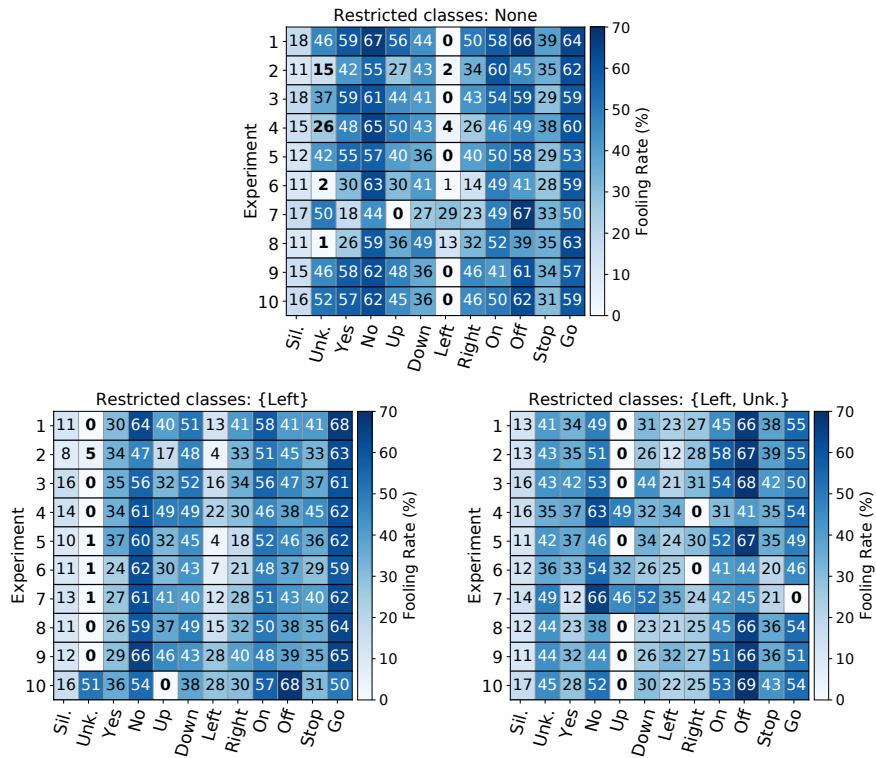 Restricted classes: None
Experiment
1 18 46 59 67 56 44 0 50 58 66 39 64
2 11 15 42 55 27 43 2 34 60 45 35 62
3 18 37 59 61 44 41 0 43 54 59 29 59
4 15 26 48 65 50 43 4 26 46 49 38 60
5 12 42 55 57 40 36 0 40 50 58 29 53
6 11 2 30 63 30 41 1 14 49 41 28 59
7 17 50 18 44 0 27 29 23 49 67 33 50
8 11 1 26 59 36 49 13 32 52 39 35 63
9 15 46 58 62 48 36 0 46 41 61 34 57
10 16 52 57 62 45 36 0 46 50 62 31 59
Sil. Unk. Yes No Up Down Left Right On Off Stop Go
70
60
50
40
30
20
10
0
Fooling Rate (%)
Restricted classes: {Left}
Experiment
1 11 0 30 64 40 51 13 41 58 41 41 68
2 8 5 34 47 17 48 4 33 51 45 33 63
3 16 0 35 56 32 52 16 34 56 47 37 61
4 14 0 34 61 49 49 22 30 46 38 45 62
5 10 1 37 60 32 45 4 18 52 46 36 62
6 11 1 24 62 30 43 7 21 48 37 29 59
7 13 1 27 61 41 40 12 28 51 43 40 62
8 11 0 26 59 37 49 15 32 50 38 35 64
9 12 0 29 66 46 43 28 40 48 39 35 65
10 16 51 36 54 0 38 28 30 57 68 31 50
Sil. Unk. Yes No Up Down Left Right On Off Stop Go
70
60
50
40
30
20
10
0
Fooling Rate (%)
Restricted classes: {Left, Unk.}
Experiment
1 13 41 34 49 0 31 23 27 45 66 38 55
2 13 43 35 51 0 26 12 28 58 67 39 55
3 16 43 42 53 0 44 21 31 54 68 42 50
4 16 35 37 63 49 32 34 0 31 41 35 54
5 11 42 37 46 0 34 24 30 52 67 35 49
6 12 36 33 54 32 26 25 0 41 44 20 46
7 14 49 12 66 46 52 35 24 42 45 21 0
8 12 44 23 38 0 23 21 25 45 66 36 54
9 11 44 32 44 0 26 32 27 51 66 36 51
10 17 45 28 52 0 30 22 25 53 69 43 54
Sil. Unk. Yes No Up Down Left Right On Off Stop Go
70
60
50
40
30
20
10
0
Fooling Rate (%)